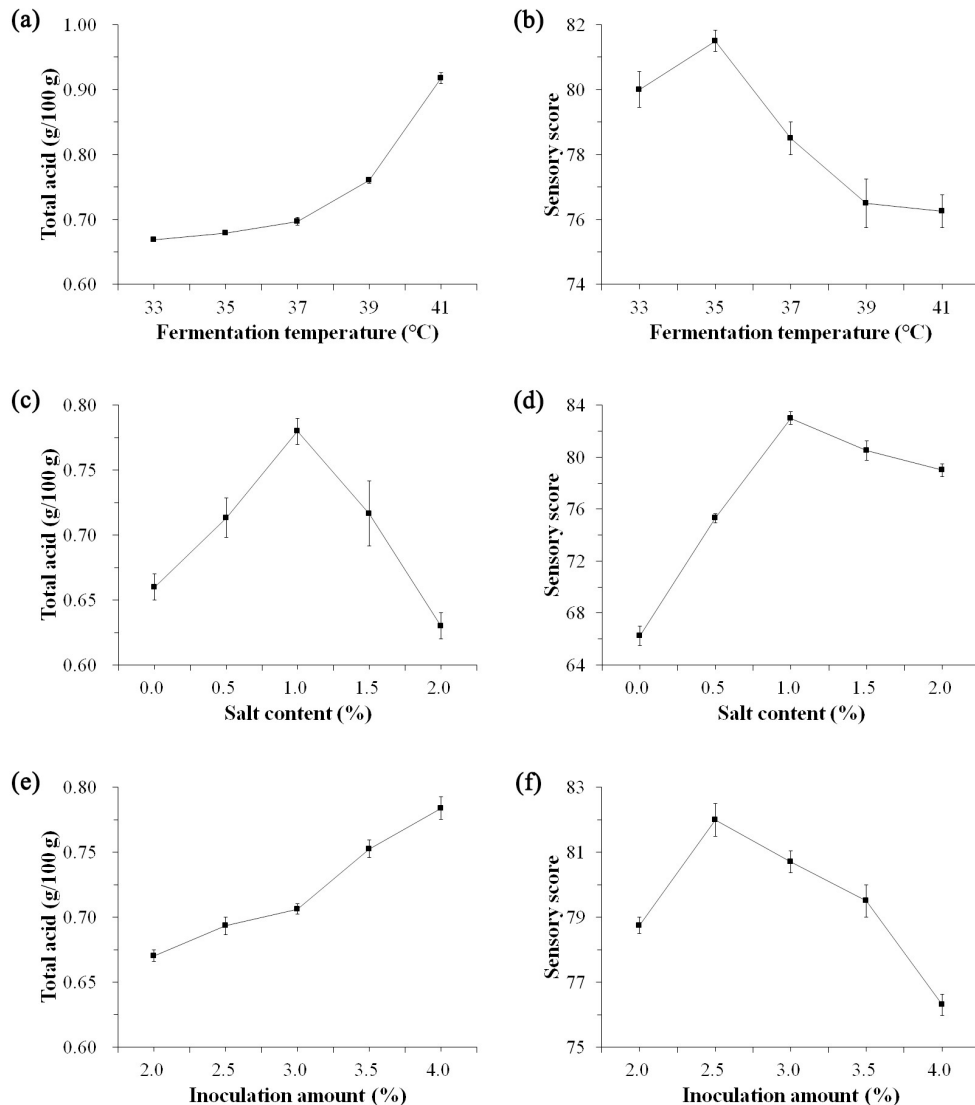 (a)
Total acid (g/100 g)
1.00
0.90
0.80
0.70
0.60
33 35 37 39 41
Fermentation temperature (°C)
(b)
Sensory score
82
80
78
76
74
33 35 37 39 41
Fermentation temperature (°C)
(c)
Total acid (g/100 g)
0.80
0.75
0.70
0.65
0.60
0.0 0.5 1.0 1.5 2.0
Salt content (%)
(d)
Sensory score
84
80
76
72
68
64
0.0 0.5 1.0 1.5 2.0
Salt content (%)
(e)
Total acid (g/100 g)
0.80
0.75
0.70
0.65
0.60
2.0 2.5 3.0 3.5 4.0
Inoculation amount (%)
(f)
Sensory score
83
81
79
77
75
2.0 2.5 3.0 3.5 4.0
Inoculation amount (%)